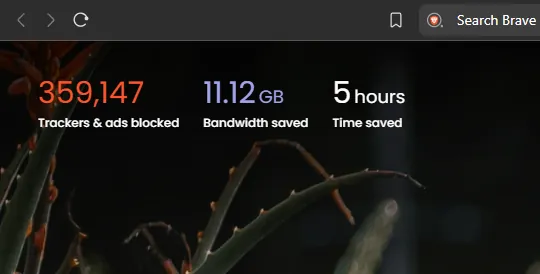 Search Brave
359,147
Trackers & ads blocked
11.12 GB
Bandwidth saved
5 hours
Time saved